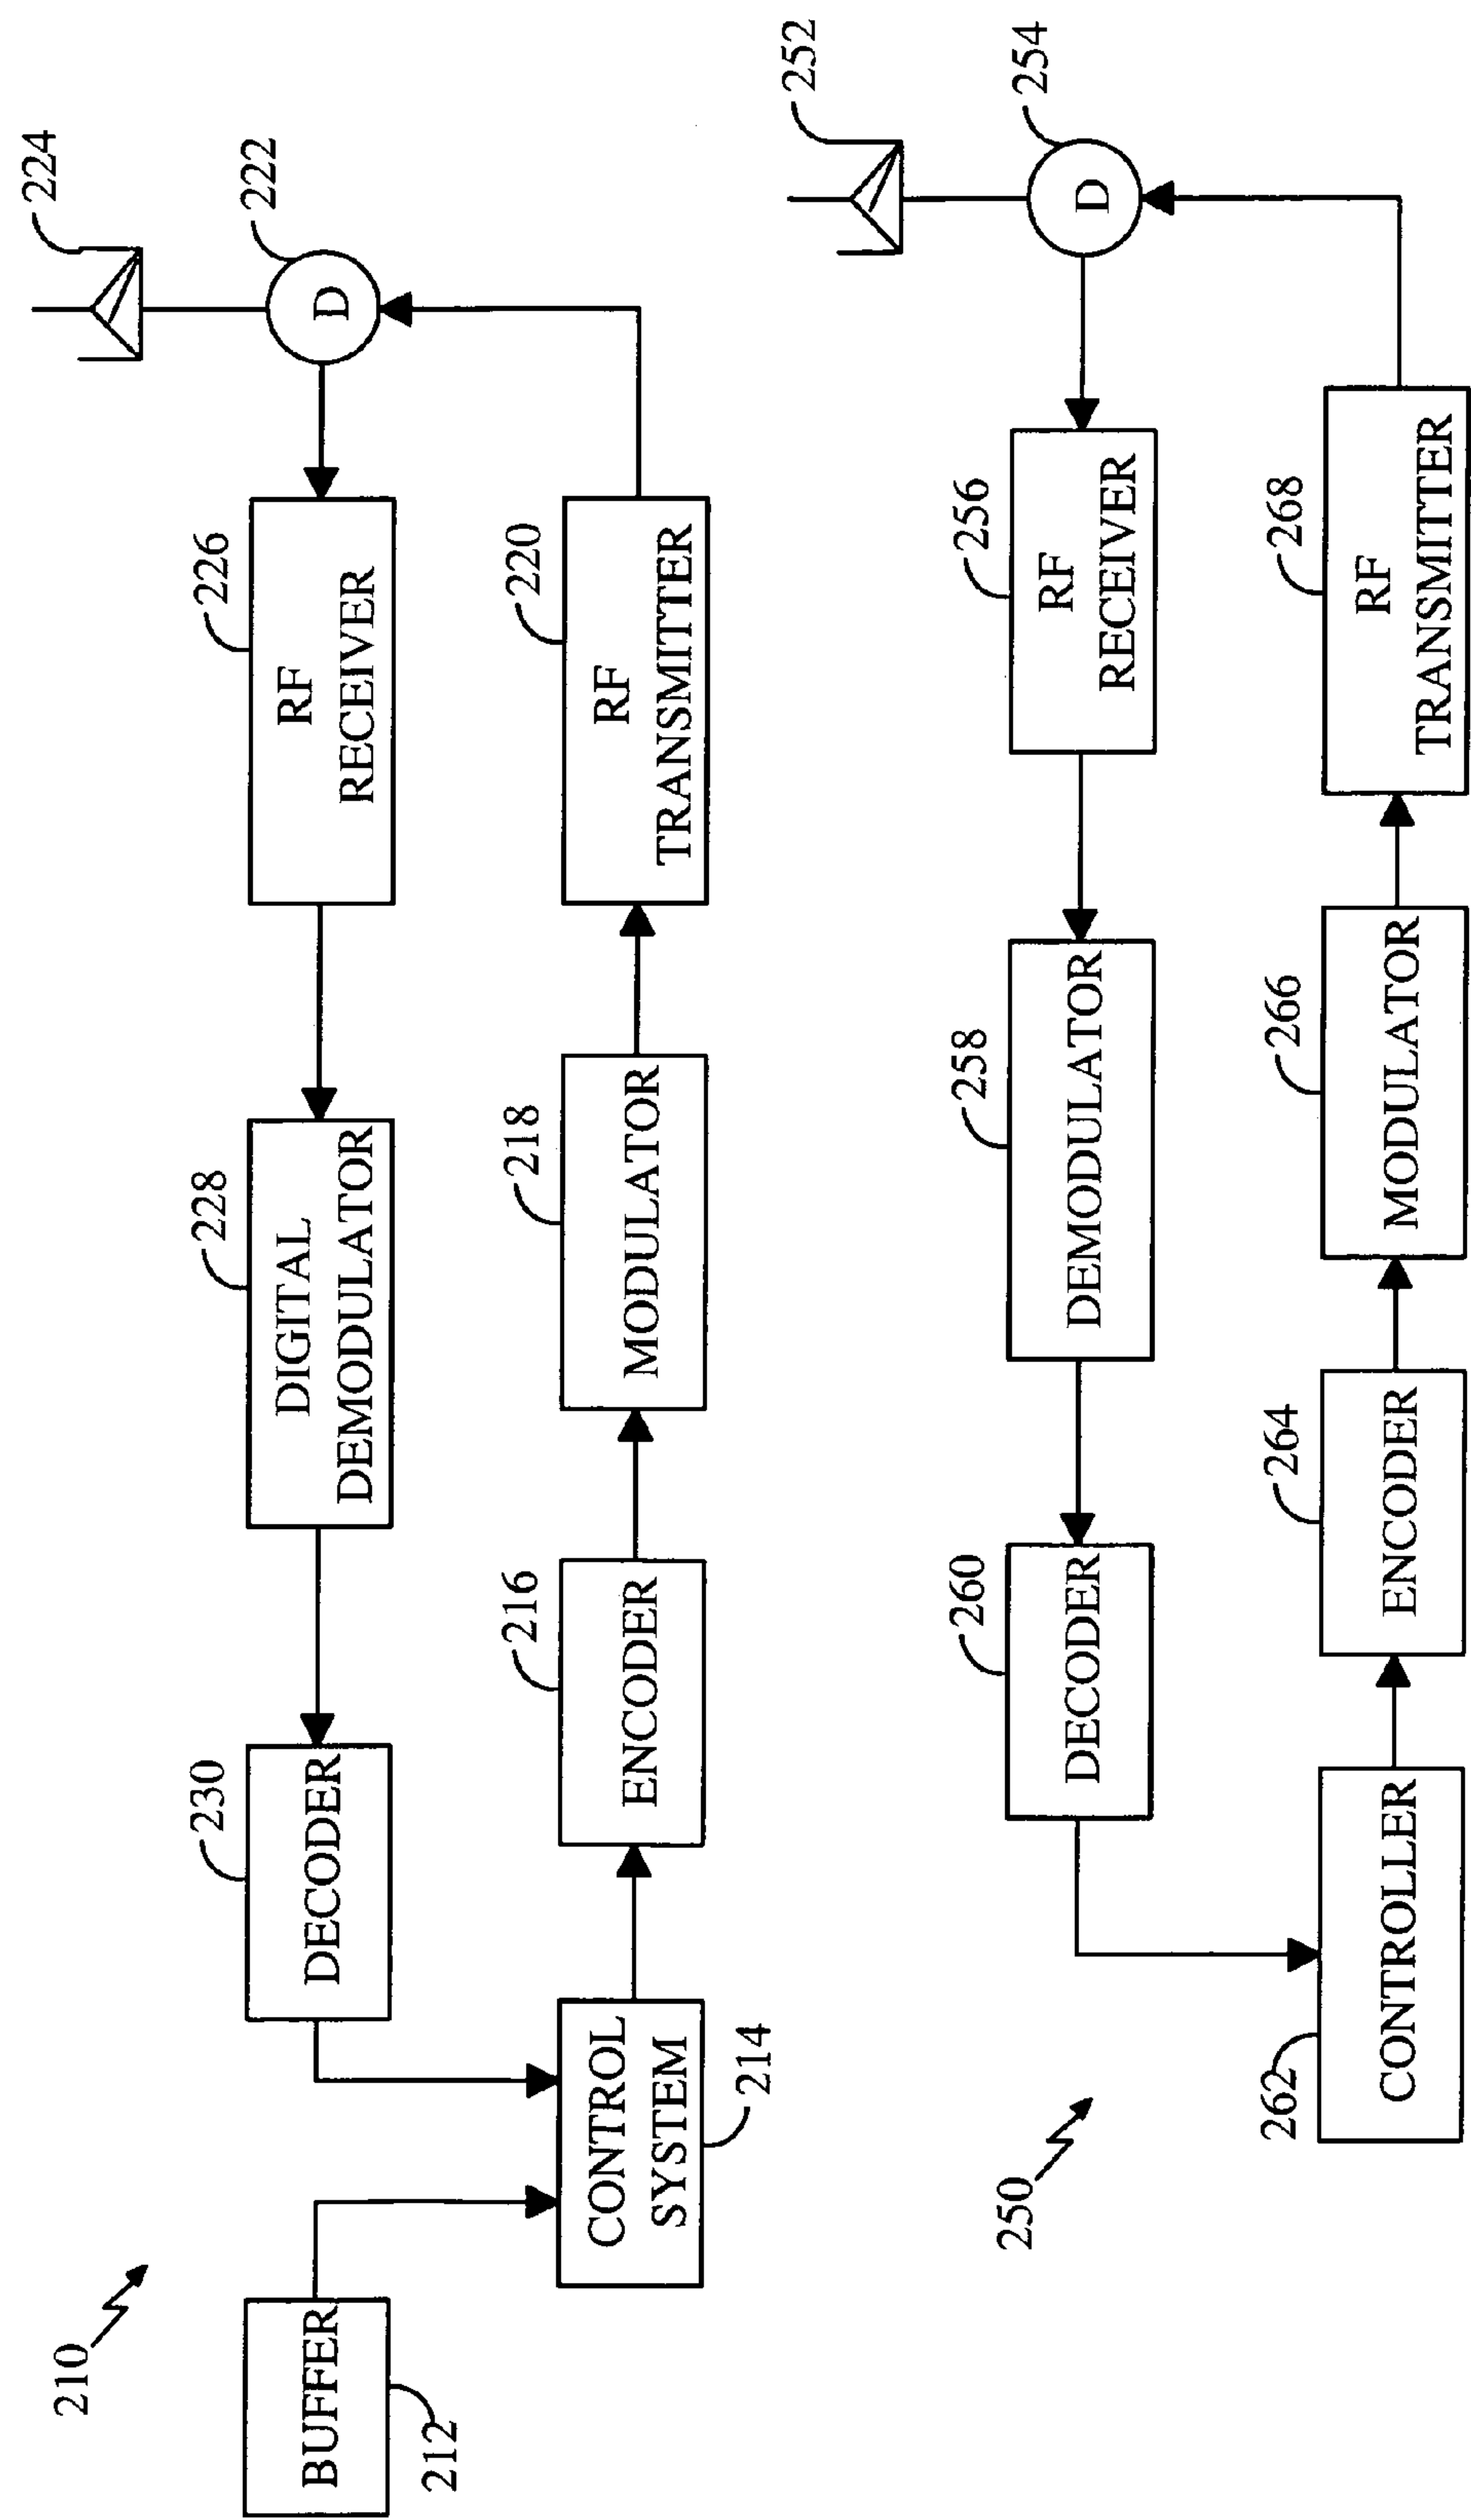 210
224
222
D
BUFFER
212
230
DECODER
228
DIGITAL
DEMODULATOR
226
RF
RECEIVER
CONTROL
SYSTEM
214
216
ENCODER
218
MODULATOR
220
RF
TRANSMITTER
250
252
254
D
260
DECODER
258
DEMODULATOR
256
RF
RECEIVER
262
CONTROLLER
264
ENCODER
266
MODULATOR
268
RF
TRANSMITTER